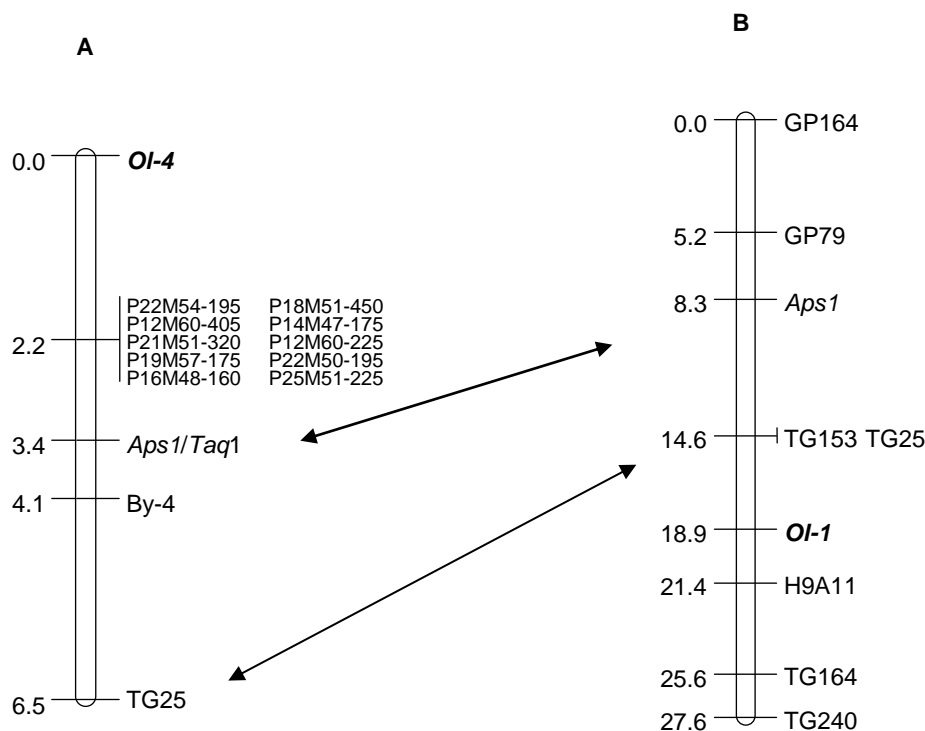 A
B
0.0 Ol-4
2.2
P22M54-195 P18M51-450
P12M60-405 P14M47-175
P21M51-320 P12M60-225
P19M57-175 P22M50-195
P16M48-160 P25M51-225
3.4 Aps1/Taq1
4.1 By-4
6.5 TG25
0.0 GP164
5.2 GP79
8.3 Aps1
14.6 TG153 TG25
18.9 Ol-1
21.4 H9A11
25.6 TG164
27.6 TG240